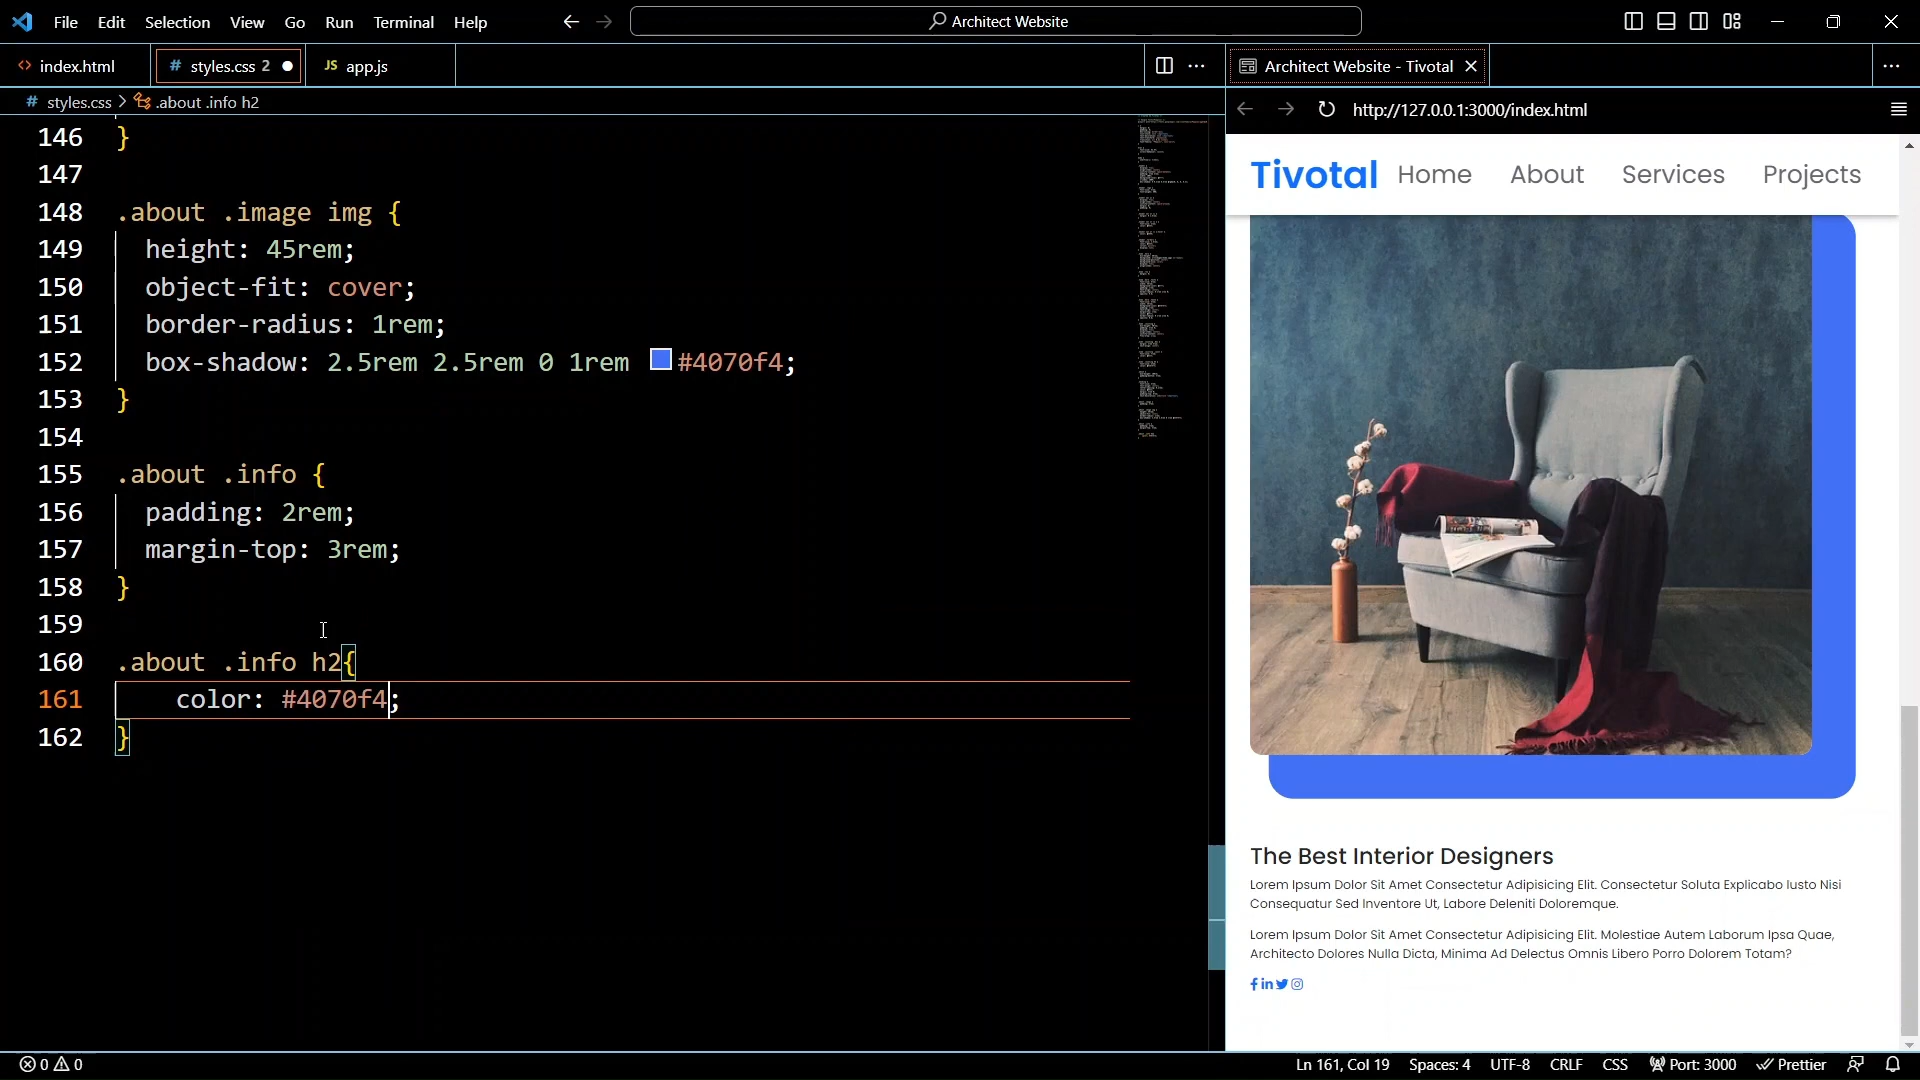 File Edit Selection View Go Run Terminal Help Architect Website
index.html styles.css 2 JS app.js Architect Website - Tivotal
# styles.css > .about .info h2
http://127.0.0.1:3000/index.html
146 }
147
148 .about .image img {
149 height: 45rem;
150 object-fit: cover;
151 border-radius: 1rem;
152 box-shadow: 2.5rem 2.5rem 0 1rem #4070f4;
153 }
154
155 .about .info {
156 padding: 2rem;
157 margin-top: 3rem;
158 }
159
160 .about .info h2{
161 color: #4070f4;
162 }
Tivotal Home About Services Projects
The Best Interior Designers
Lorem Ipsum Dolor Sit Amet Consectetur Adipisicing Elit. Consectetur Soluta Explicabo Iusto Nisi
Consequatur Sed Inventore Ut, Labore Deleniti Doloremque.
Lorem Ipsum Dolor Sit Amet Consectetur Adipisicing Elit. Molestiae Autem Laborum Ipsa Quae,
Architecto Dolores Nulla Dicta, Minima Ad Delectus Omnis Libero Porro Dolorem Totam?
0 0 Ln 161, Col 19 Spaces: 4 UTF-8 CRLF CSS Port: 3000 Prettier